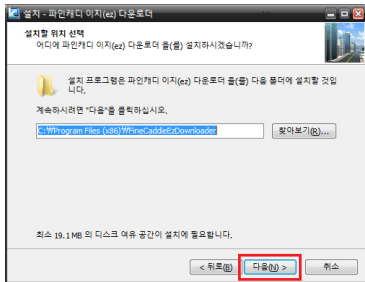 설치 - 파인캐디 이지(ez) 다운로더
설치할 위치 선택
어디에 파인캐디 이지(ez) 다운로더 을(를) 설치하시겠습니까?
설치 프로그램은 파인캐디 이지(ez) 다운로더 을(를) 다음 폴더에 설치할 것입
니다.
계속하시려면 "다음"을 클릭하십시오.
C:₩Program Files (x86)₩FineCaddieEzDownloader
찾아보기(R)...
최소 19.1 MB 의 디스크 여유 공간이 설치에 필요합니다.
< 뒤로(B) 다음(N) > 취소